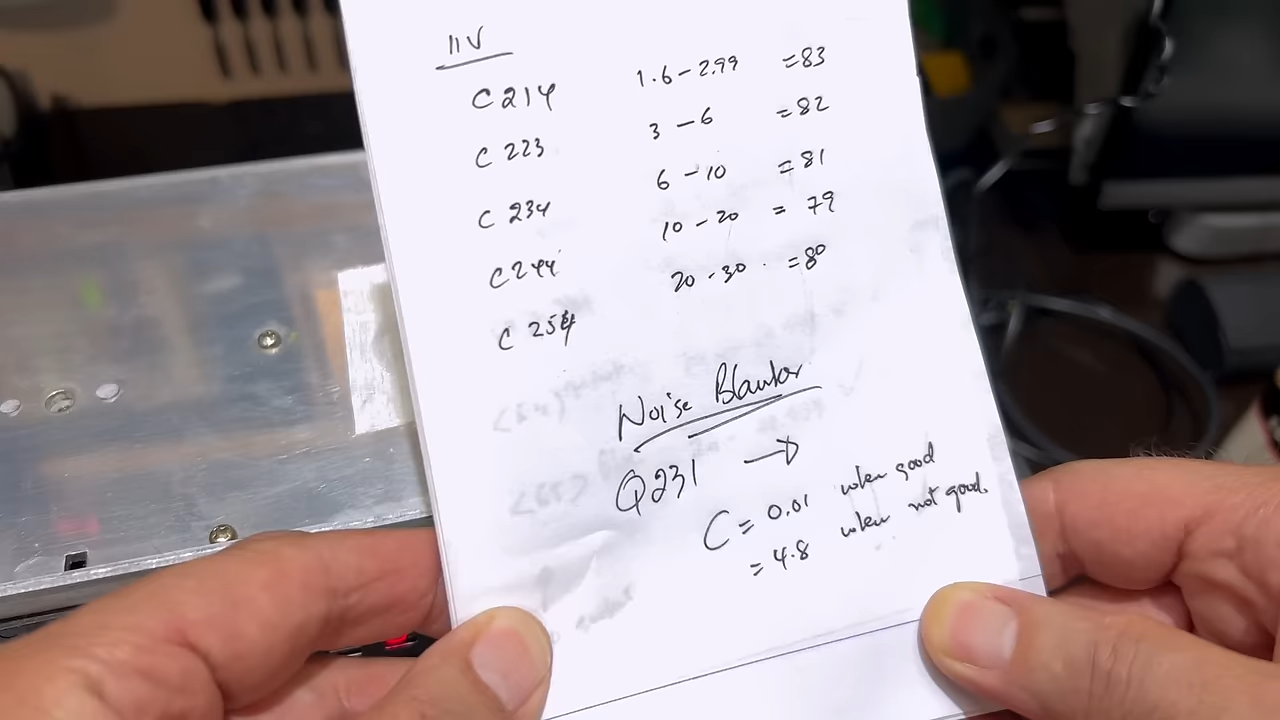 11V
C214 1.6-2.99 =83
C223 3-6 =82
C234 6-10 =81
C244 10-20 = 79
C254 20-30 =80
Noise Blanker
Q231 →
C = 0.01 when good
= 4.8 when not good.